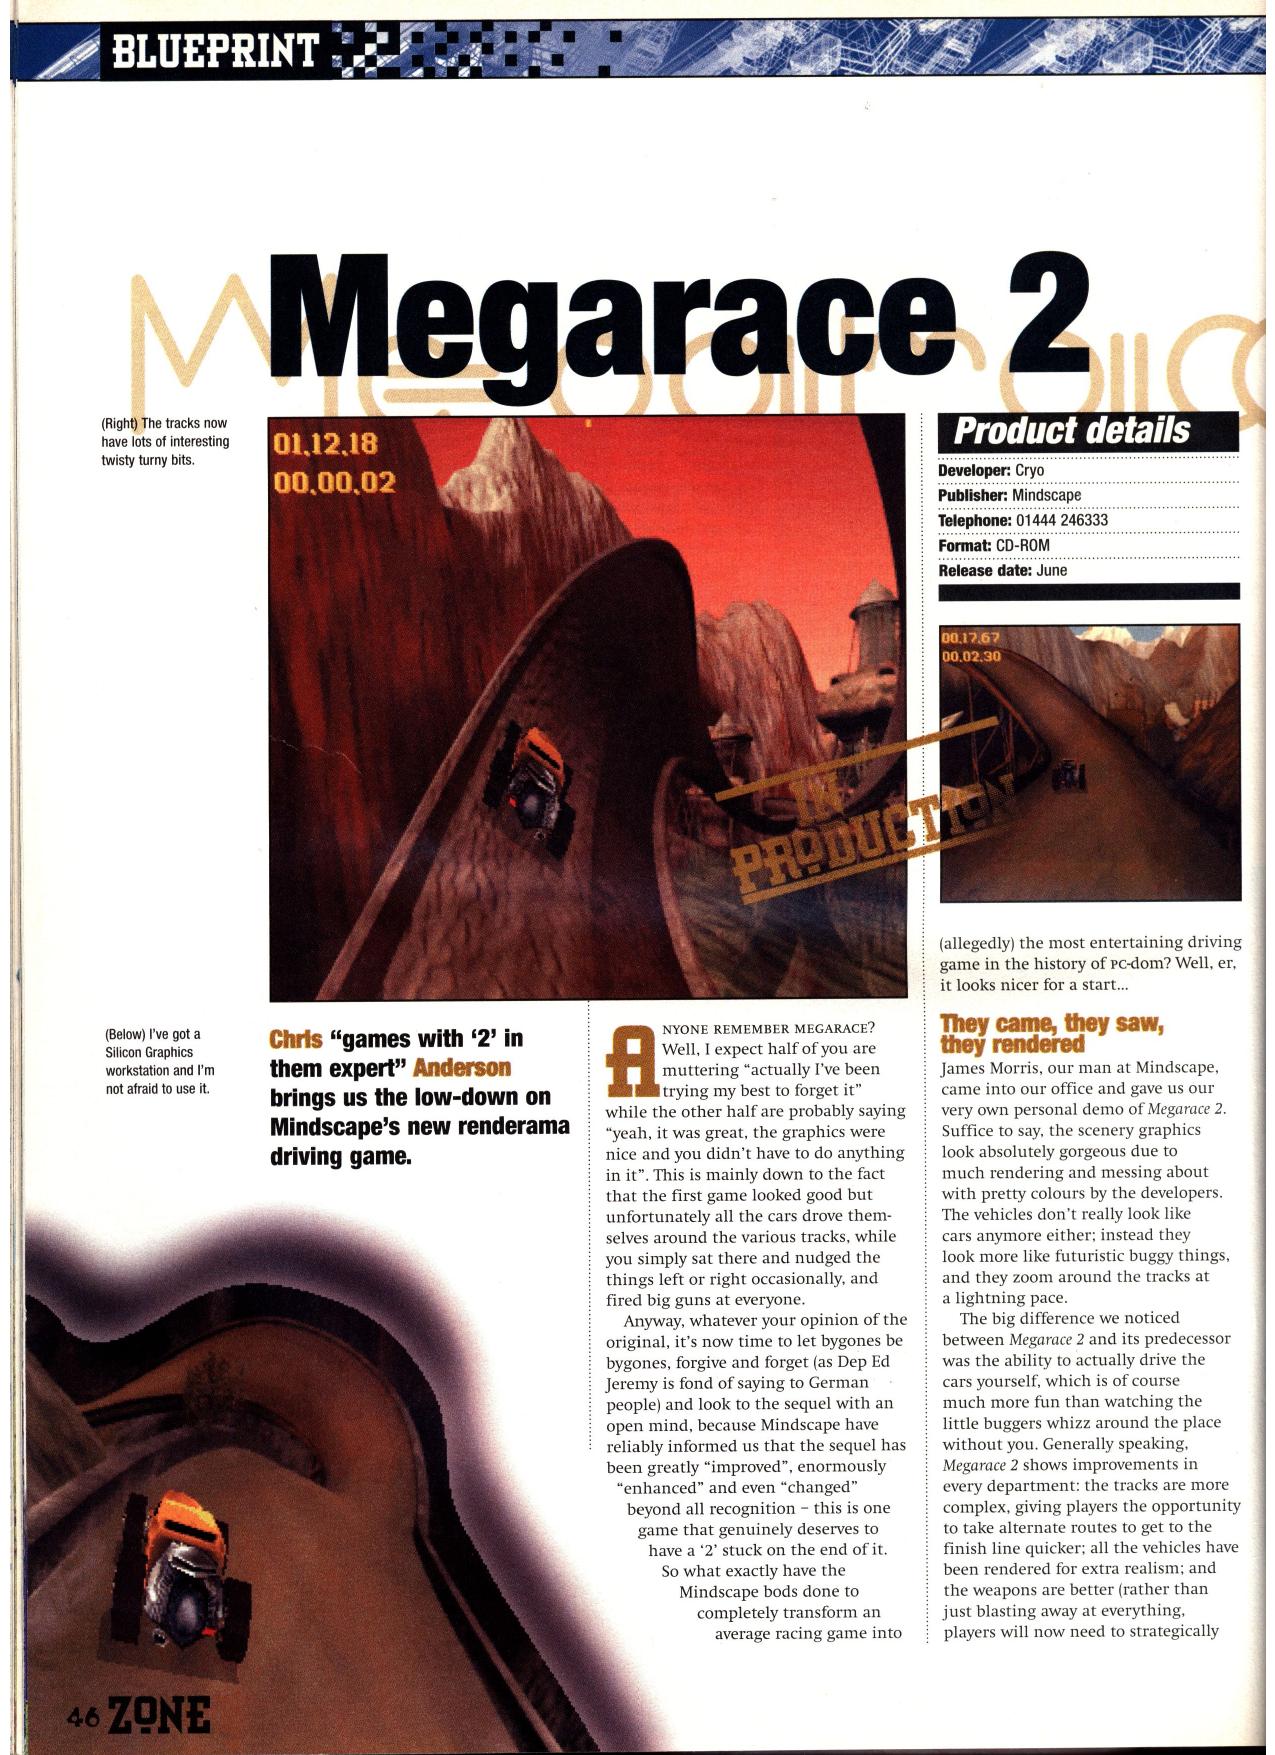 BLUEPRINT
Megarace 2
(Right) The tracks now
have lots of interesting
twisty turny bits.
01.12.18
00.00.02
Product details
Developer: Cryo
Publisher: Mindscape
Telephone: 01444 246333
Format: CD-ROM
Release date: June
00.17.67
00.02.30
IN
PRODUCTION
(Below) I've got a
Silicon Graphics
workstation and I'm
not afraid to use it.
Chris “games with ‘2’ in
them expert” Anderson
brings us the low-down on
Mindscape's new renderama
driving game.
ANYONE REMEMBER MEGARACE?
Well, I expect half of you are
muttering “actually I've been
trying my best to forget it”
while the other half are probably saying
“yeah, it was great, the graphics were
nice and you didn't have to do anything
in it”. This is mainly down to the fact
that the first game looked good but
unfortunately all the cars drove them-
selves around the various tracks, while
you simply sat there and nudged the
things left or right occasionally, and
fired big guns at everyone.
Anyway, whatever your opinion of the
original, it's now time to let bygones be
bygones, forgive and forget (as Dep Ed
Jeremy is fond of saying to German
people) and look to the sequel with an
open mind, because Mindscape have
reliably informed us that the sequel has
been greatly “improved”, enormously
“enhanced” and even “changed”
beyond all recognition – this is one
game that genuinely deserves to
have a ‘2’ stuck on the end of it.
So what exactly have the
Mindscape bods done to
completely transform an
average racing game into
(allegedly) the most entertaining driving
game in the history of PC-dom? Well, er,
it looks nicer for a start...
They came, they saw,
they rendered
James Morris, our man at Mindscape,
came into our office and gave us our
very own personal demo of Megarace 2.
Suffice to say, the scenery graphics
look absolutely gorgeous due to
much rendering and messing about
with pretty colours by the developers.
The vehicles don't really look like
cars anymore either; instead they
look more like futuristic buggy things,
and they zoom around the tracks at
a lightning pace.
The big difference we noticed
between Megarace 2 and its predecessor
was the ability to actually drive the
cars yourself, which is of course
much more fun than watching the
little buggers whizz around the place
without you. Generally speaking,
Megarace 2 shows improvements in
every department: the tracks are more
complex, giving players the opportunity
to take alternate routes to get to the
finish line quicker; all the vehicles have
been rendered for extra realism; and
the weapons are better (rather than
just blasting away at everything,
players will now need to strategically
46 ZONE